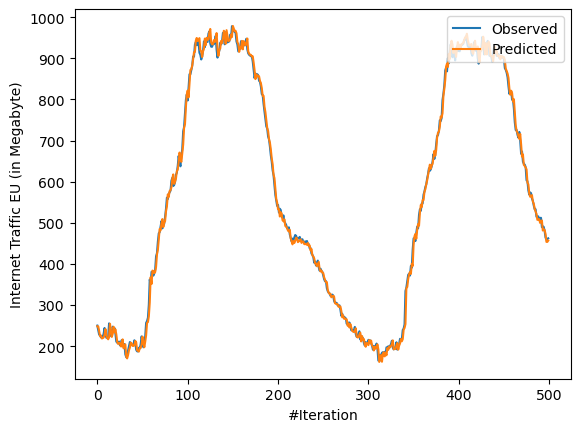 1000
900
800
700
600
500
400
300
200
Internet Traffic EU (in Megabyte)
Observed
Predicted
0 100 200 300 400 500
#Iteration